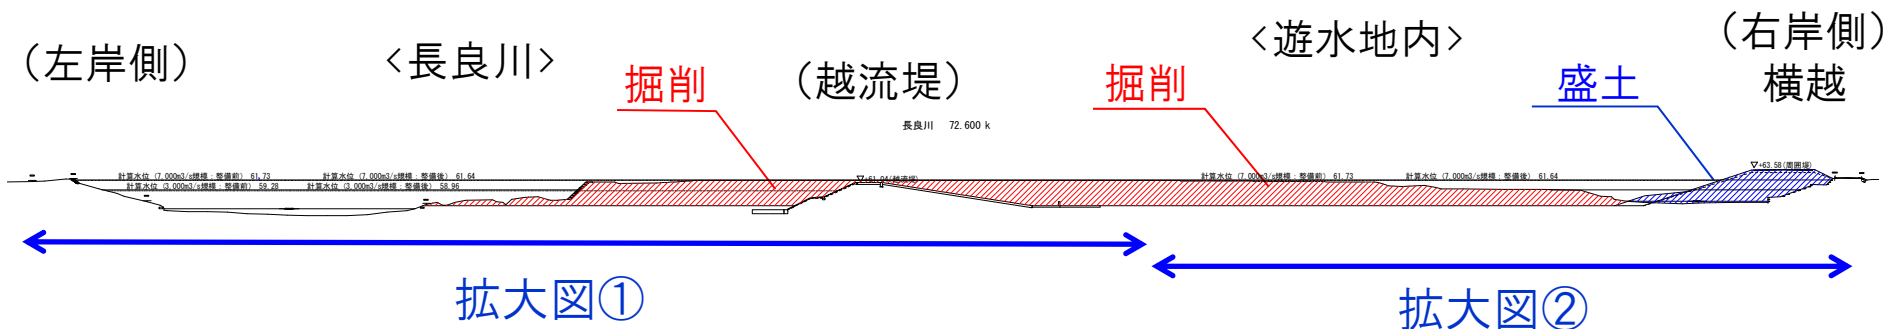 （左岸側）
＜長良川＞
（越流堤）
＜遊水地内＞
（右岸側）
横越
掘削
掘削
盛土
長良川 72.600 k
▽+63.58(周囲堤)
計算水位 (7,000m3/s規模：整備前) 61.73
計算水位 (7,000m3/s規模：整備後) 61.64
計算水位 (3,000m3/s規模：整備前) 59.28
計算水位 (3,000m3/s規模：整備後) 58.96
計算水位 (7,000m3/s規模：整備前) 61.73
計算水位 (7,000m3/s規模：整備後) 61.64
拡大図①
拡大図②